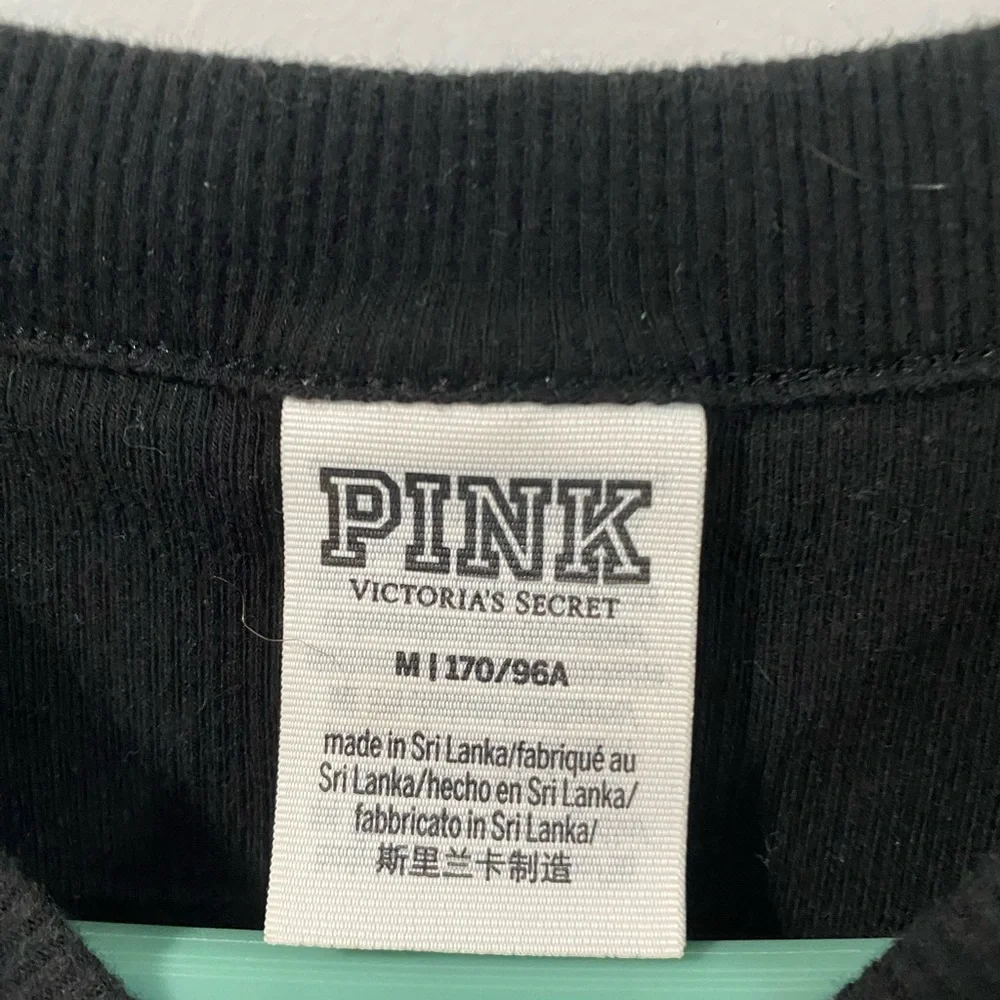 PINK
VICTORIA'S SECRET
M | 170/96A
made in Sri Lanka/fabriqué au
Sri Lanka/hecho en Sri Lanka/
fabbricato in Sri Lanka/
斯里兰卡制造